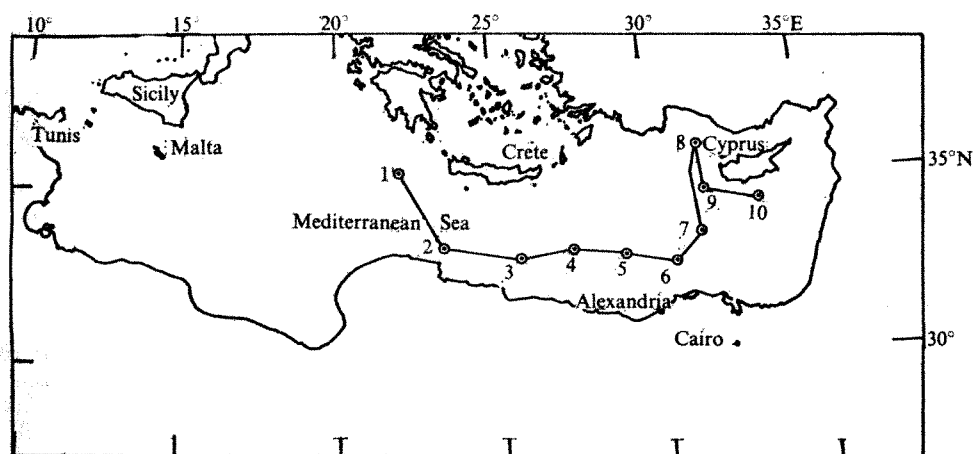 10° 15° 20° 25° 30° 35°E
Sicily
Tunis
Malta
Crete
8 Cyprus
35°N
1
9
10
Mediterranean Sea
7
2
3
4
5
6
Alexandria
Cairo
30°